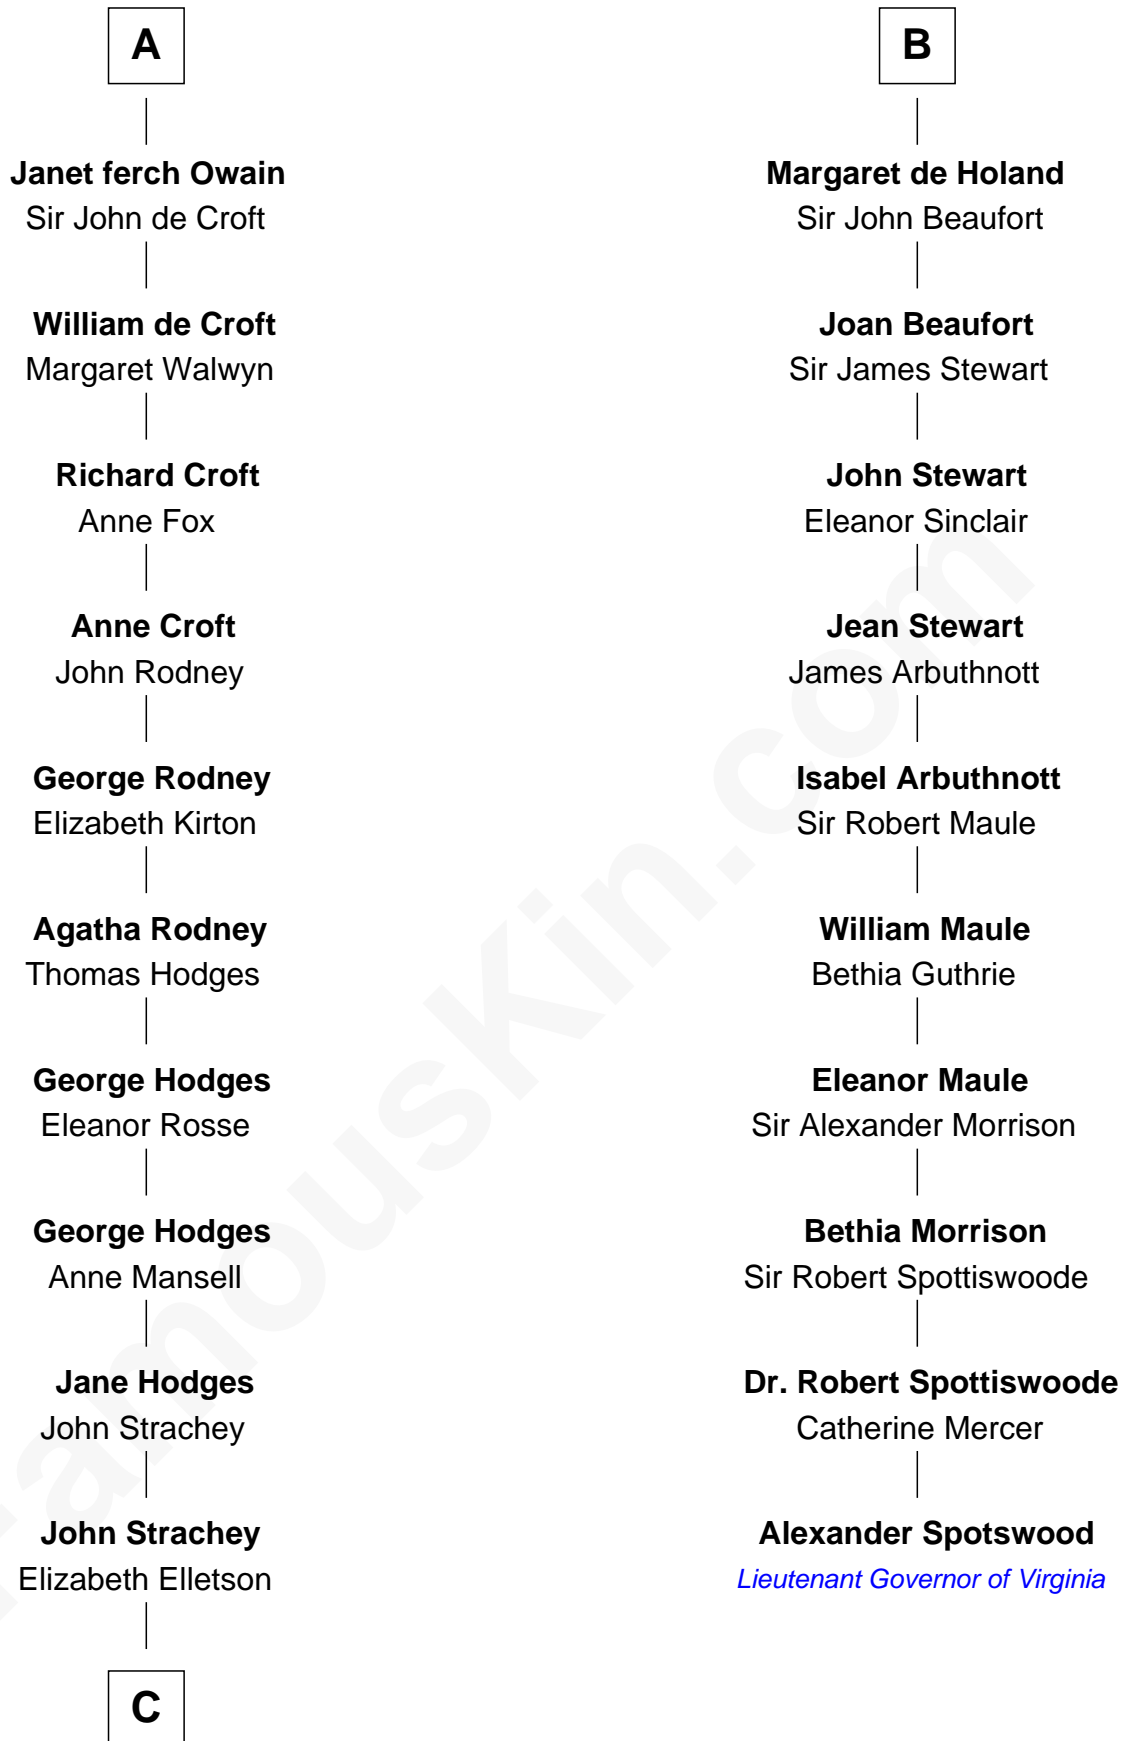 A
Janet ferch Owain
Sir John de Croft
William de Croft
Margaret Walwyn
Richard Croft
Anne Fox
Anne Croft
John Rodney
George Rodney
Elizabeth Kirton
Agatha Rodney
Thomas Hodges
George Hodges
Eleanor Rosse
George Hodges
Anne Mansell
Jane Hodges
John Strachey
John Strachey
Elizabeth Elletson
C
B
Margaret de Holand
Sir John Beaufort
Joan Beaufort
Sir James Stewart
John Stewart
Eleanor Sinclair
Jean Stewart
James Arbuthnott
Isabel Arbuthnott
Sir Robert Maule
William Maule
Bethia Guthrie
Eleanor Maule
Sir Alexander Morrison
Bethia Morrison
Sir Robert Spottiswoode
Dr. Robert Spottiswoode
Catherine Mercer
Alexander Spotswood
Lieutenant Governor of Virginia
FamousKin.com